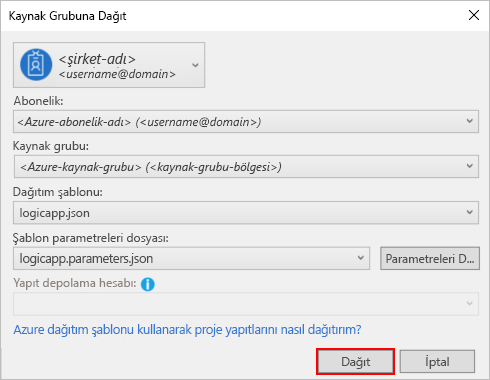 Kaynak Grubuna Dağıt
<şirket-adı>
<username@domain>
Abonelik:
<Azure-abonelik-adı> (<username@domain>)
Kaynak grubu:
<Azure-kaynak-grubu> (<kaynak-grubu-bölgesi>)
Dağıtım şablonu:
logicapp.json
Şablon parametreleri dosyası:
logicapp.parameters.json Parametreleri D...
Yapıt depolama hesabı:
Azure dağıtım şablonu kullanarak proje yapıtlarını nasıl dağıtırım?
Dağıt İptal